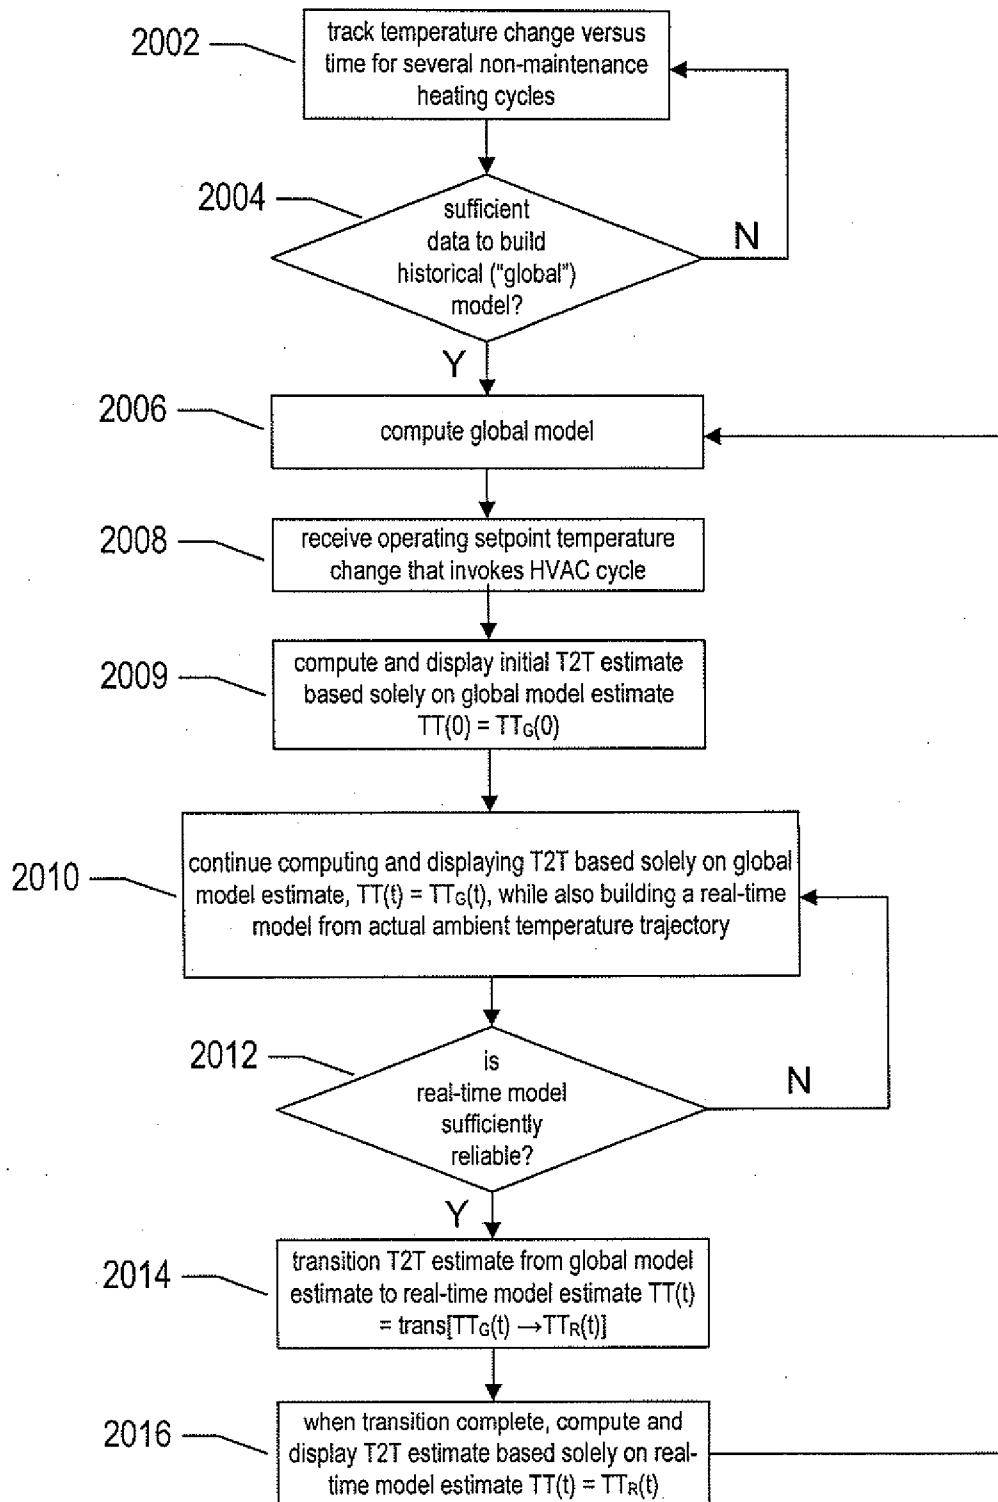 2002
track temperature change versus
time for several non-maintenance
heating cycles
2004
sufficient
data to build
historical ("global")
model?
N
Y
2006
compute global model
2008
receive operating setpoint temperature
change that invokes HVAC cycle
2009
compute and display initial T2T estimate
based solely on global model estimate
TT(0) = TTG(0)
2010
continue computing and displaying T2T based solely on global
model estimate, TT(t) = TTG(t), while also building a real-time
model from actual ambient temperature trajectory
2012
is
real-time model
sufficiently
reliable?
N
Y
2014
transition T2T estimate from global model
estimate to real-time model estimate TT(t)
= trans[TTG(t) →TTR(t)]
2016
when transition complete, compute and
display T2T estimate based solely on real-
time model estimate TT(t) = TTR(t)